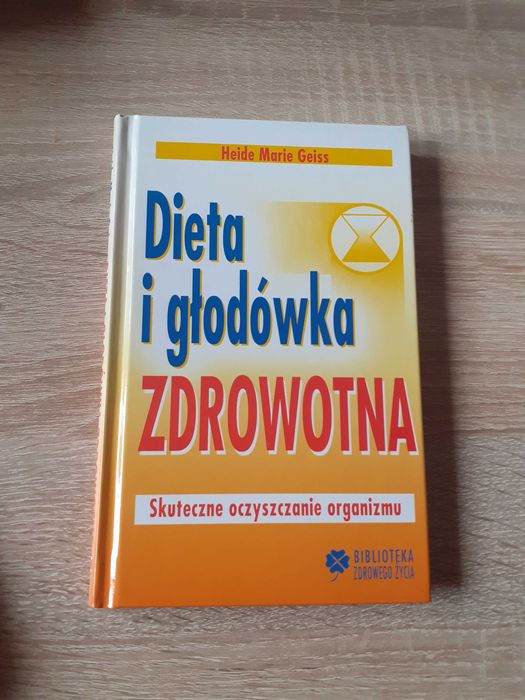 Heide Marie Geiss
Dieta
i głodówka
ZDROWOTNA
Skuteczne oczyszczanie organizmu
BIBLIOTEKA
ZDROWEGO ŻYCIA